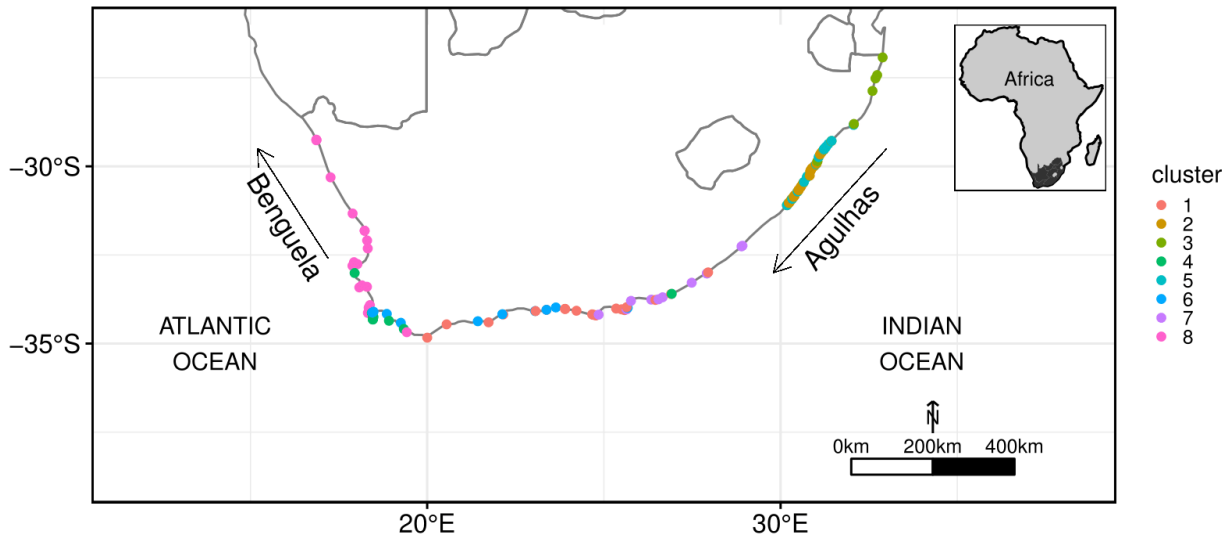 Africa
−30°S
−35°S
Benguela
Agulhas
ATLANTIC
OCEAN
INDIAN
OCEAN
N
0km 200km 400km
20°E 30°E
cluster
1
2
3
4
5
6
7
8